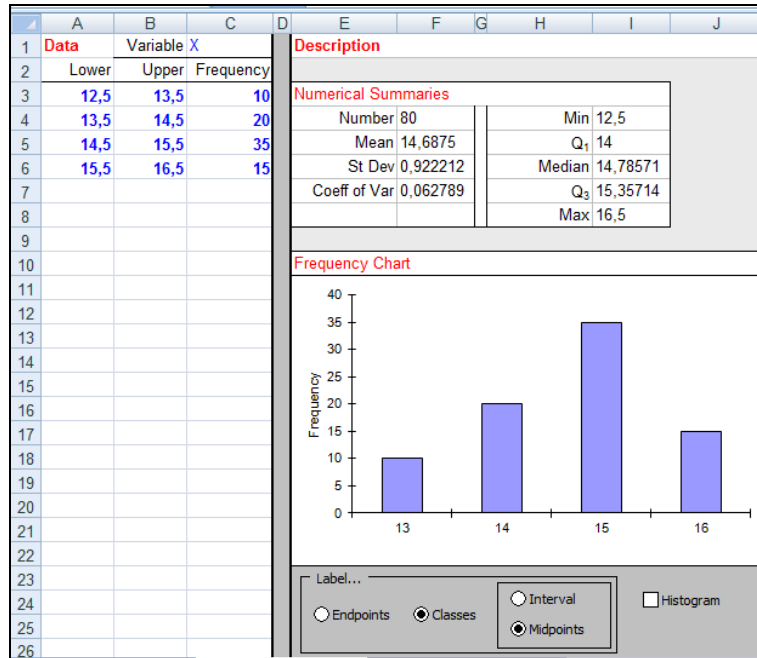 A B C D E F G H I J
1 Data Variable X Description
2 Lower Upper Frequency
3 12,5 13,5 10 Numerical Summaries
4 13,5 14,5 20 Number 80 Min 12,5
5 14,5 15,5 35 Mean 14,6875 Q1 14
6 15,5 16,5 15 St Dev 0,922212 Median 14,78571
7 Coeff of Var 0,062789 Q3 15,35714
8 Max 16,5
9
10 Frequency Chart
11
12
13
14
15
16
17
18
19
20
21
22
23
24
25
26
40
35
30
25
20
15
10
5
0
Frequency
13 14 15 16
Label...
Endpoints Classes Interval Histogram
Midpoints